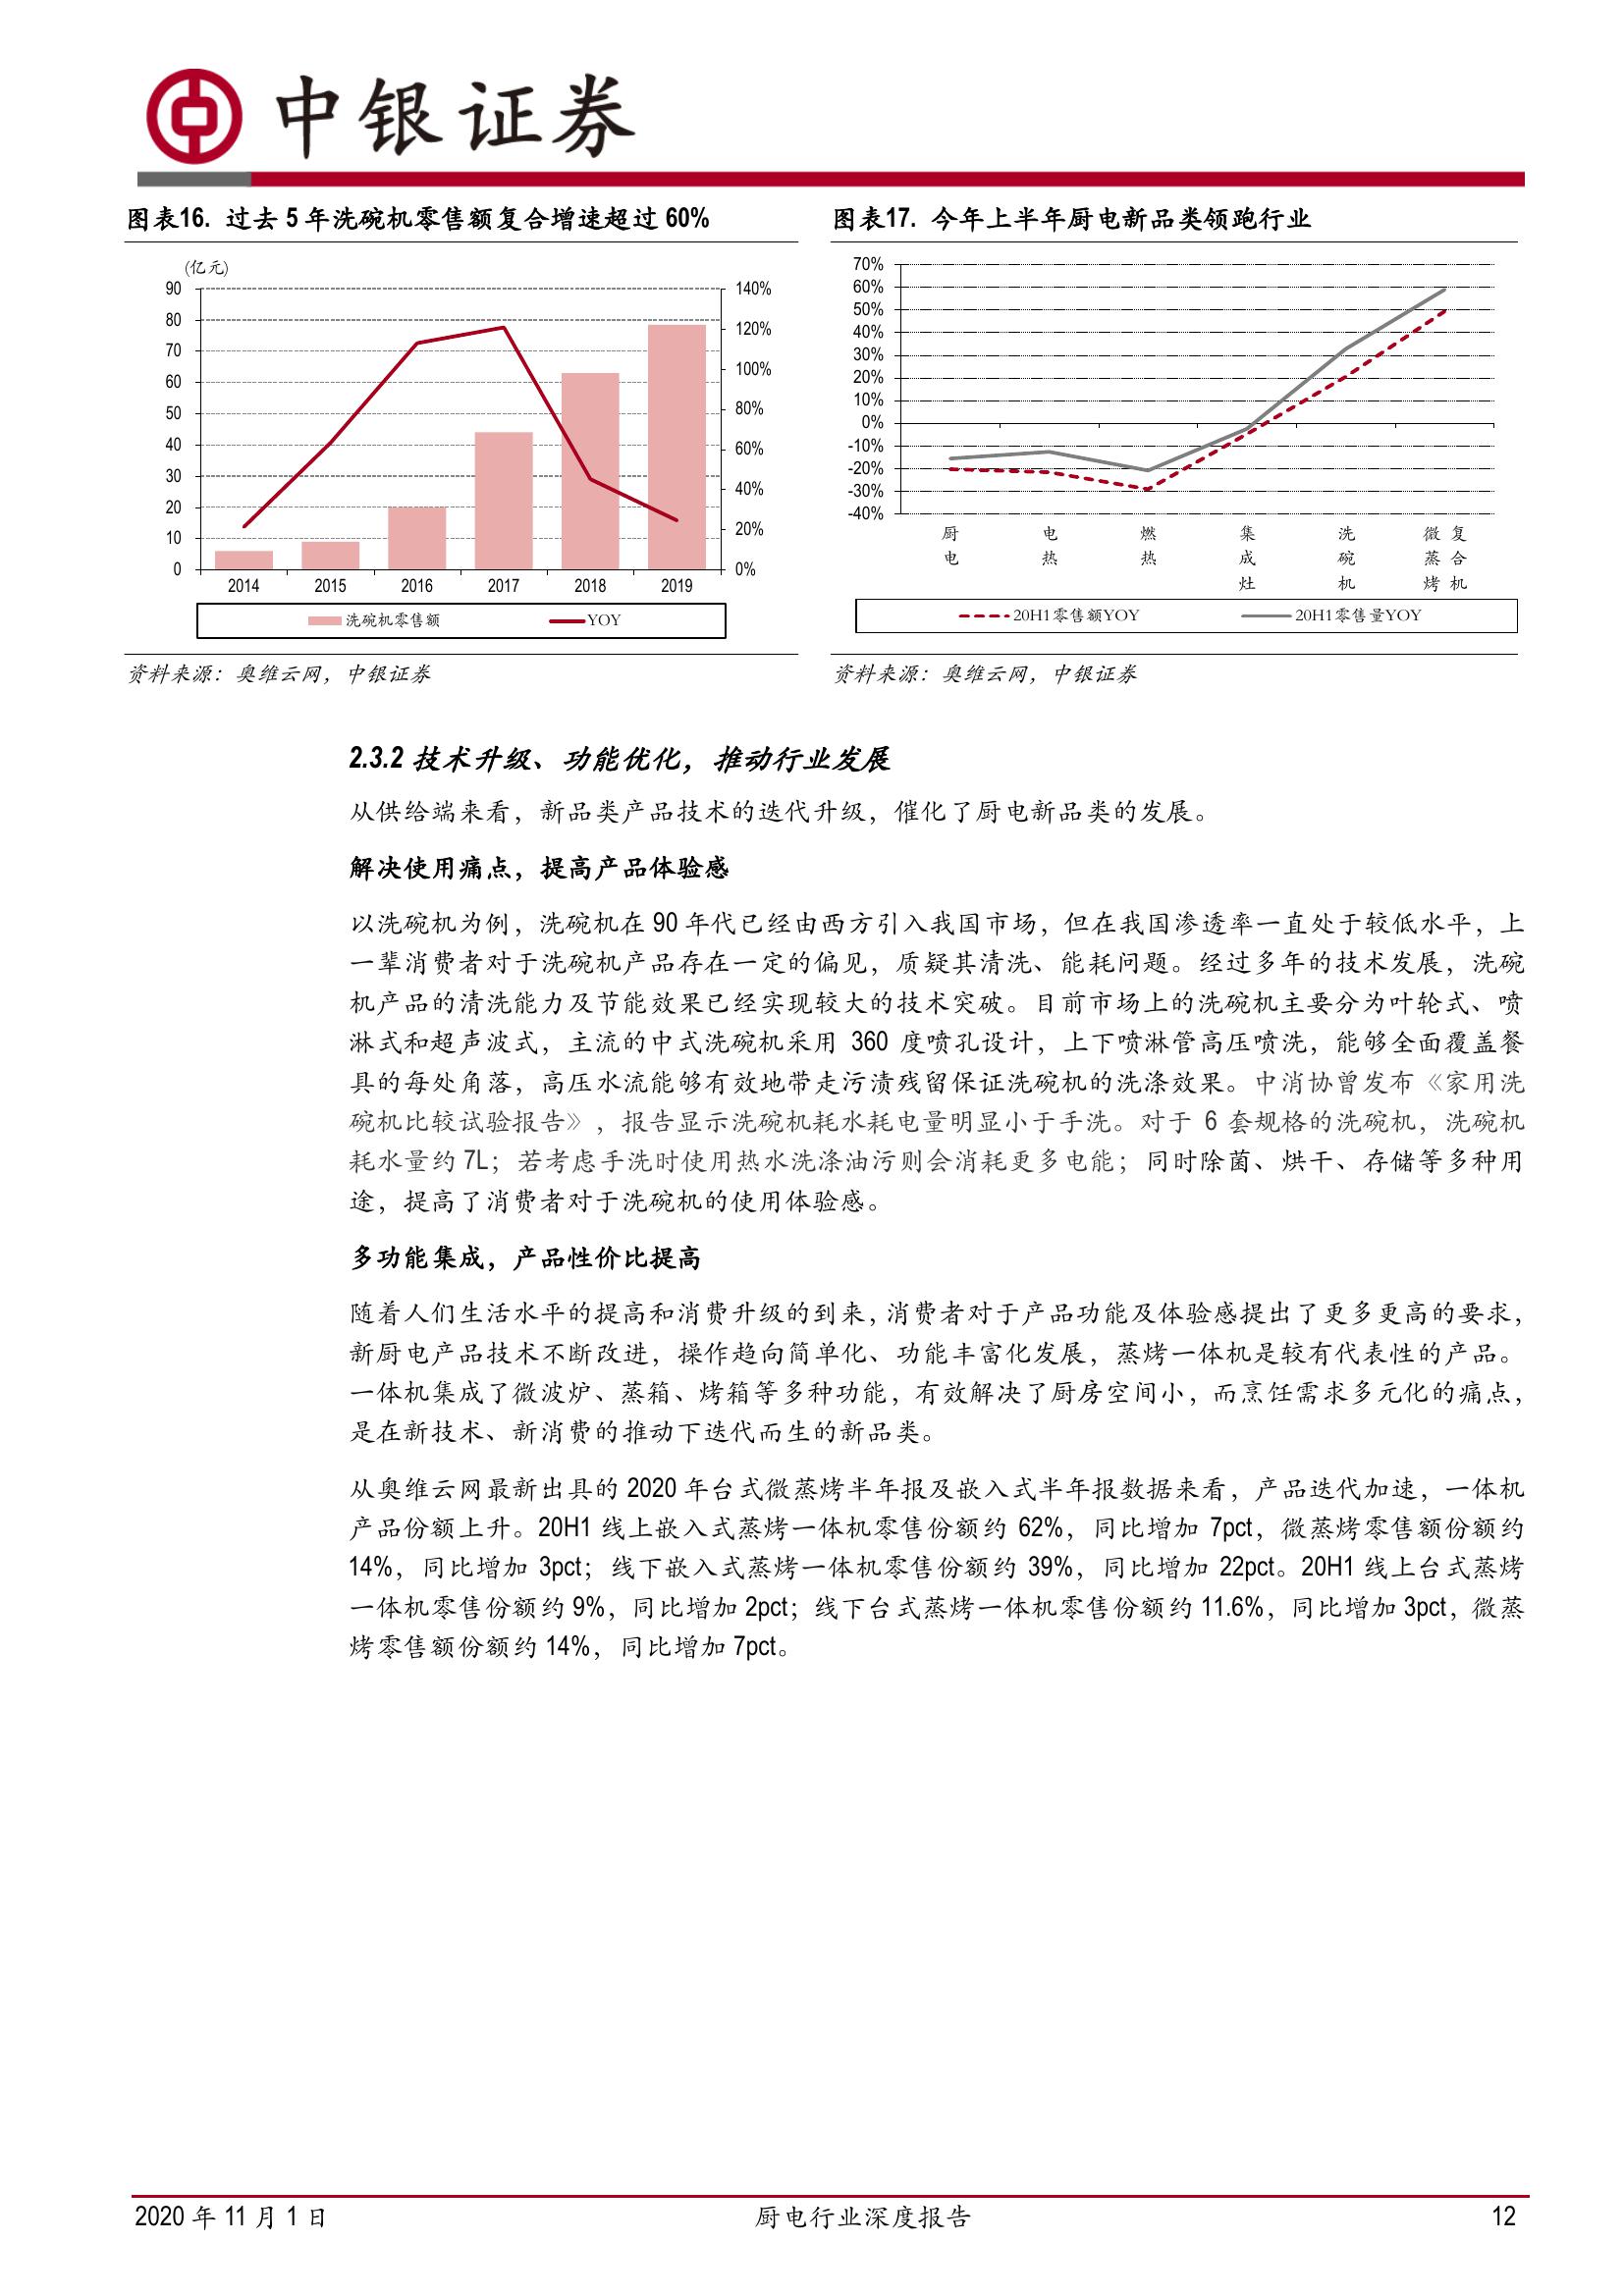 中银证券
图表16. 过去 5 年洗碗机零售额复合增速超过 60%
(亿元)
90
80
70
60
50
40
30
20
10
0
140%
120%
100%
80%
60%
40%
20%
0%
2014 2015 2016 2017 2018 2019
洗碗机零售额 YOY
资料来源：奥维云网，中银证券
图表17. 今年上半年厨电新品类领跑行业
70%
60%
50%
40%
30%
20%
10%
0%
-10%
-20%
-30%
-40%
厨电 电热 燃热 集成灶 洗碗机 微蒸烤复合机
20H1零售额YOY 20H1零售量YOY
资料来源：奥维云网，中银证券
2.3.2 技术升级、功能优化，推动行业发展
从供给端来看，新品类产品技术的迭代升级，催化了厨电新品类的发展。
解决使用痛点，提高产品体验感
以洗碗机为例，洗碗机在 90 年代已经由西方引入我国市场，但在我国渗透率一直处于较低水平，上
一辈消费者对于洗碗机产品存在一定的偏见，质疑其清洗、能耗问题。经过多年的技术发展，洗碗
机产品的清洗能力及节能效果已经实现较大的技术突破。目前市场上的洗碗机主要分为叶轮式、喷
淋式和超声波式，主流的中式洗碗机采用 360 度喷孔设计，上下喷淋管高压喷洗，能够全面覆盖餐
具的每处角落，高压水流能够有效地带走污渍残留保证洗碗机的洗涤效果。中消协曾发布《家用洗
碗机比较试验报告》，报告显示洗碗机耗水耗电量明显小于手洗。对于 6 套规格的洗碗机，洗碗机
耗水量约 7L；若考虑手洗时使用热水洗涤油污则会消耗更多电能；同时除菌、烘干、存储等多种用
途，提高了消费者对于洗碗机的使用体验感。
多功能集成，产品性价比提高
随着人们生活水平的提高和消费升级的到来，消费者对于产品功能及体验感提出了更多更高的要求，
新厨电产品技术不断改进，操作趋向简单化、功能丰富化发展，蒸烤一体机是较有代表性的产品。
一体机集成了微波炉、蒸箱、烤箱等多种功能，有效解决了厨房空间小，而烹饪需求多元化的痛点，
是在新技术、新消费的推动下迭代而生的新品类。
从奥维云网最新出具的 2020 年台式微蒸烤半年报及嵌入式半年报数据来看，产品迭代加速，一体机
产品份额上升。20H1 线上嵌入式蒸烤一体机零售份额约 62%，同比增加 7pct，微蒸烤零售额份额约
14%，同比增加 3pct；线下嵌入式蒸烤一体机零售份额约 39%，同比增加 22pct。20H1 线上台式蒸烤
一体机零售份额约 9%，同比增加 2pct；线下台式蒸烤一体机零售份额约 11.6%，同比增加 3pct，微蒸
烤零售额份额约 14%，同比增加 7pct。
2020 年 11 月 1 日 厨电行业深度报告 12